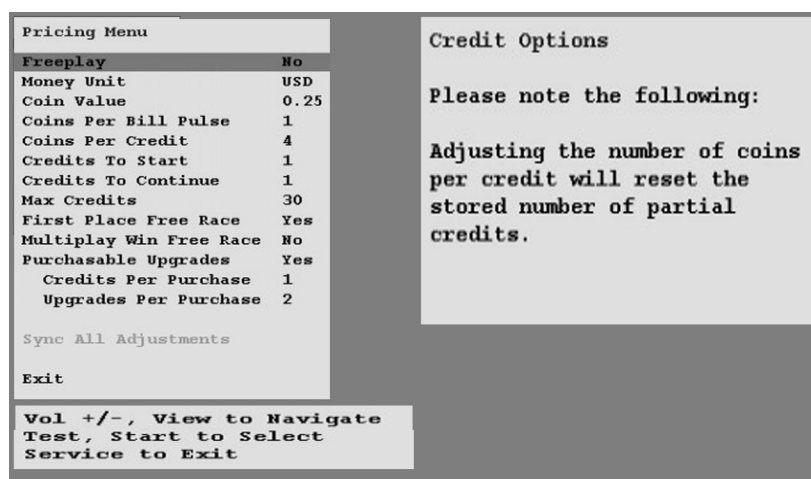 Pricing Menu
Freeplay No
Money Unit USD
Coin Value 0.25
Coins Per Bill Pulse 1
Coins Per Credit 4
Credits To Start 1
Credits To Continue 1
Max Credits 30
First Place Free Race Yes
Multiplay Win Free Race No
Purchasable Upgrades Yes
Credits Per Purchase 1
Upgrades Per Purchase 2
Sync All Adjustments
Exit
Vol +/-, View to Navigate
Test, Start to Select
Service to Exit
Credit Options
Please note the following:
Adjusting the number of coins
per credit will reset the
stored number of partial
credits.